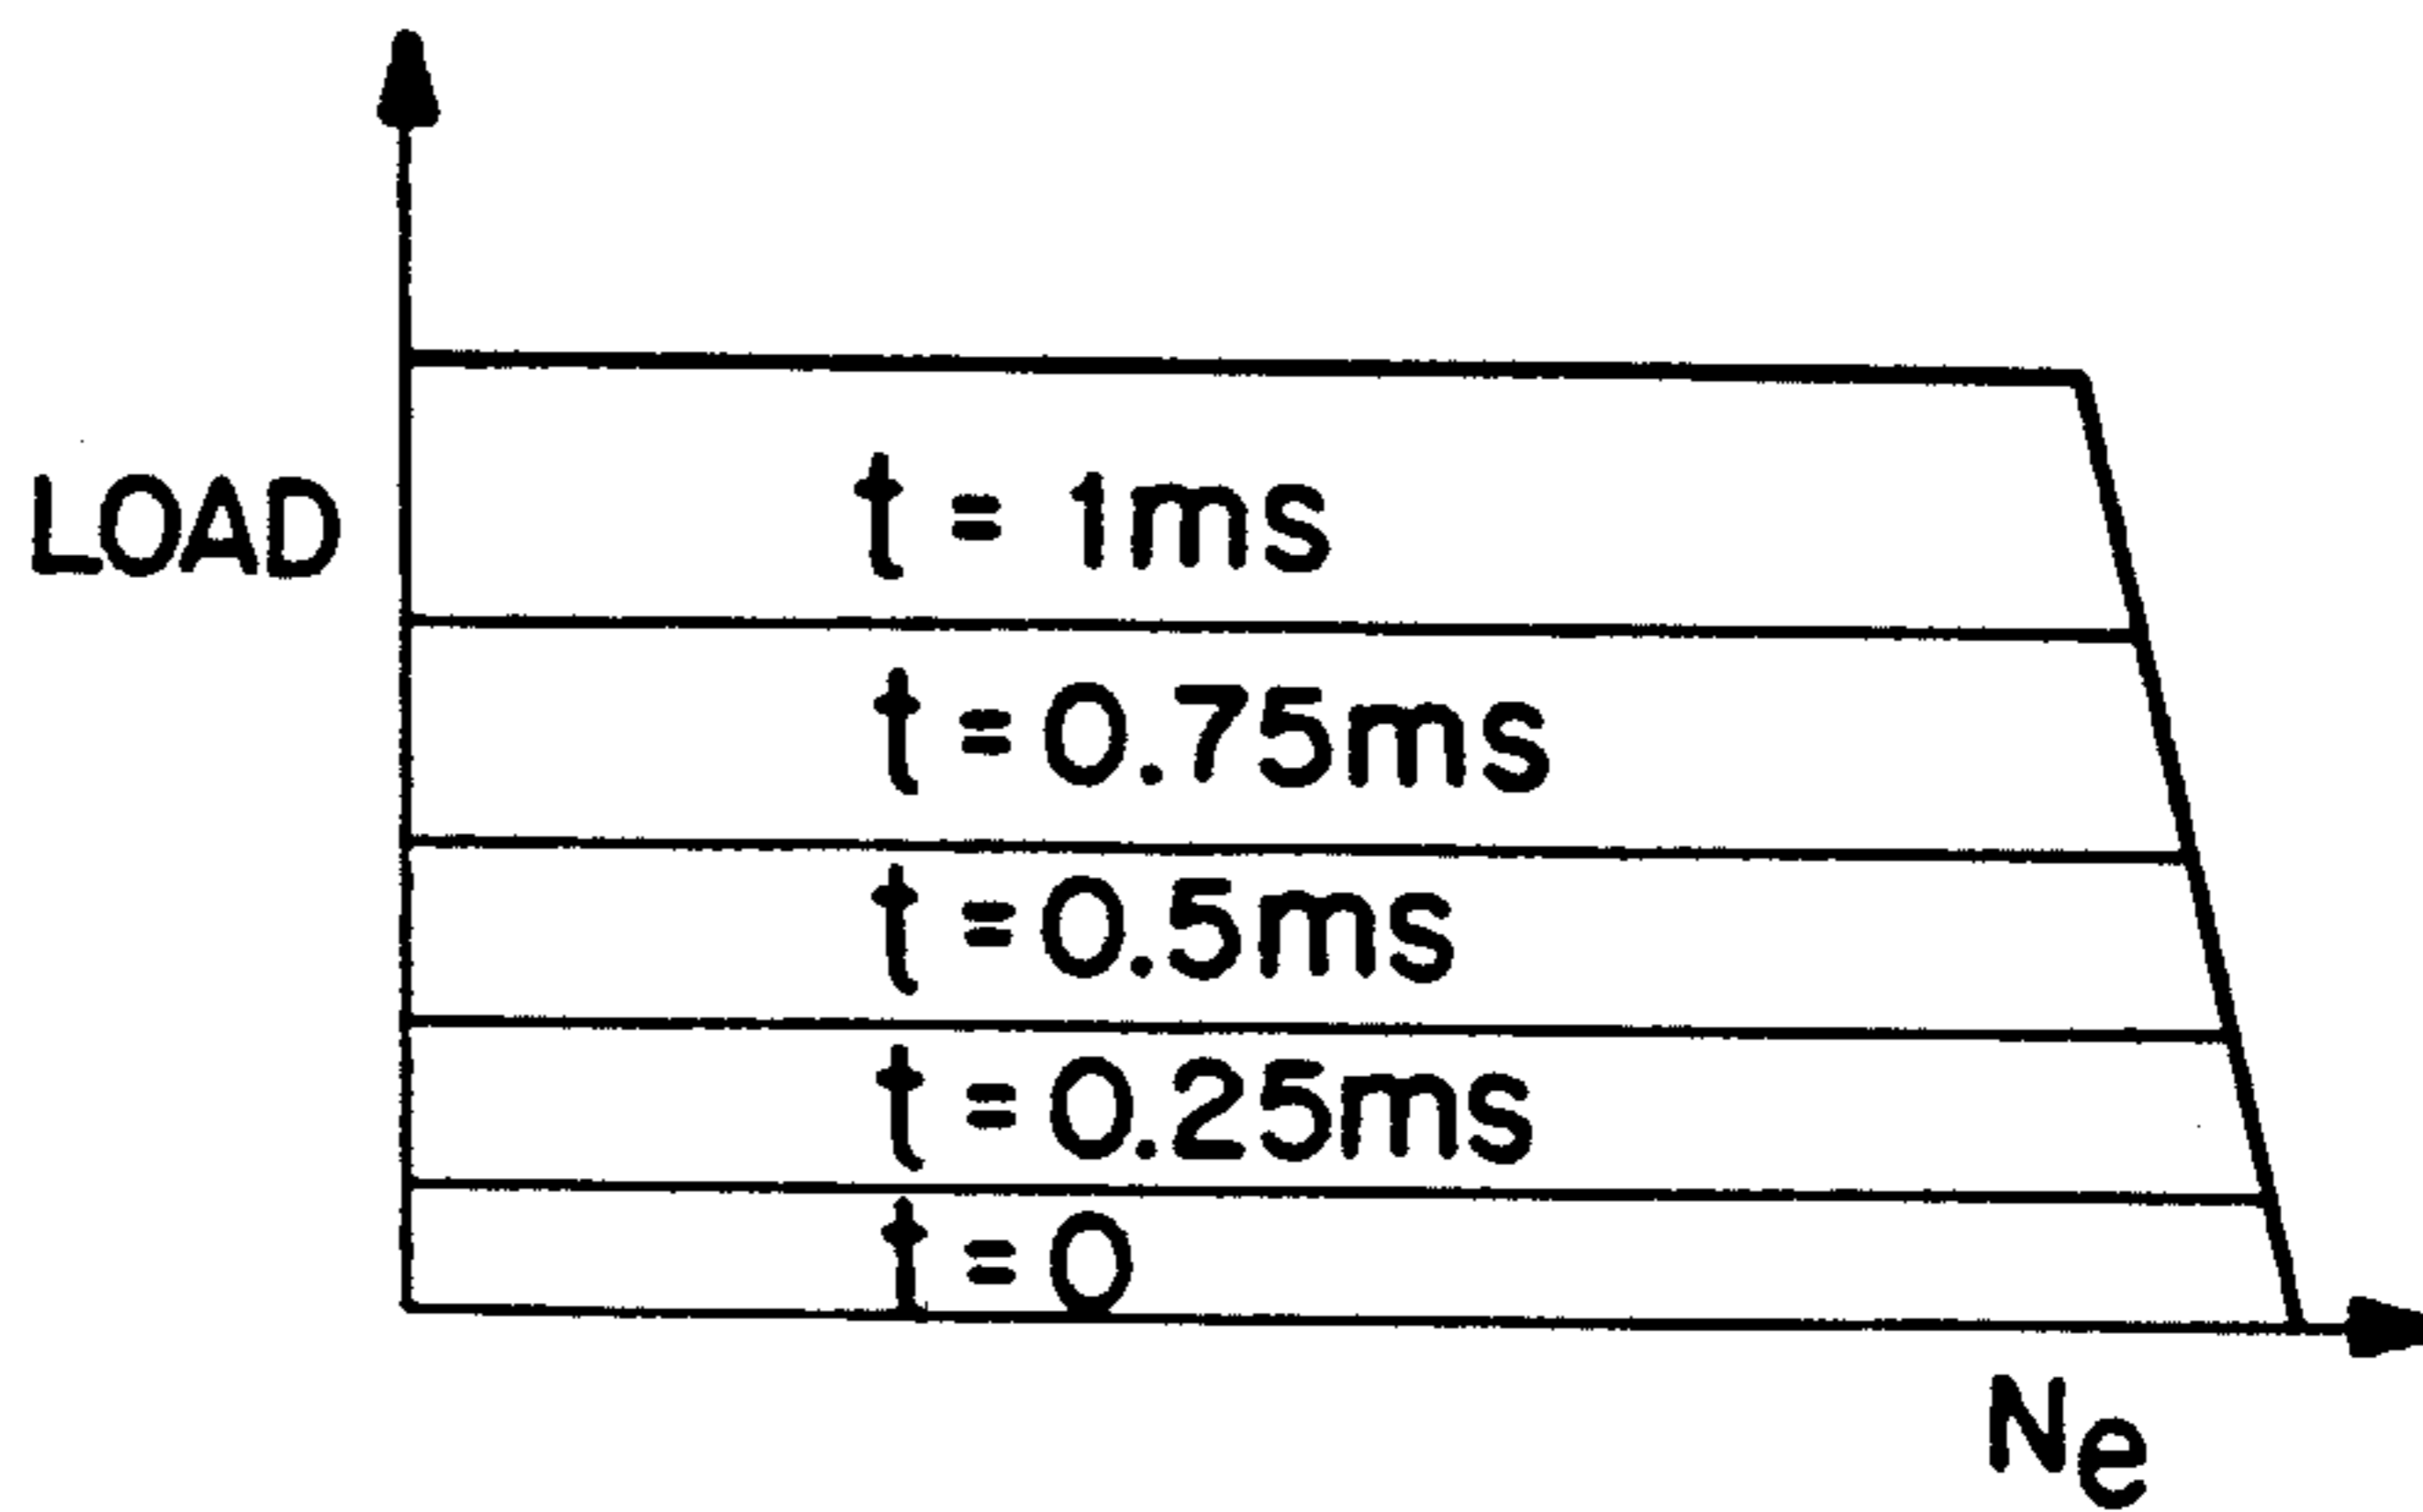 LOAD
t = 1ms
t = 0.75ms
t = 0.5ms
t = 0.25ms
t = 0
Ne